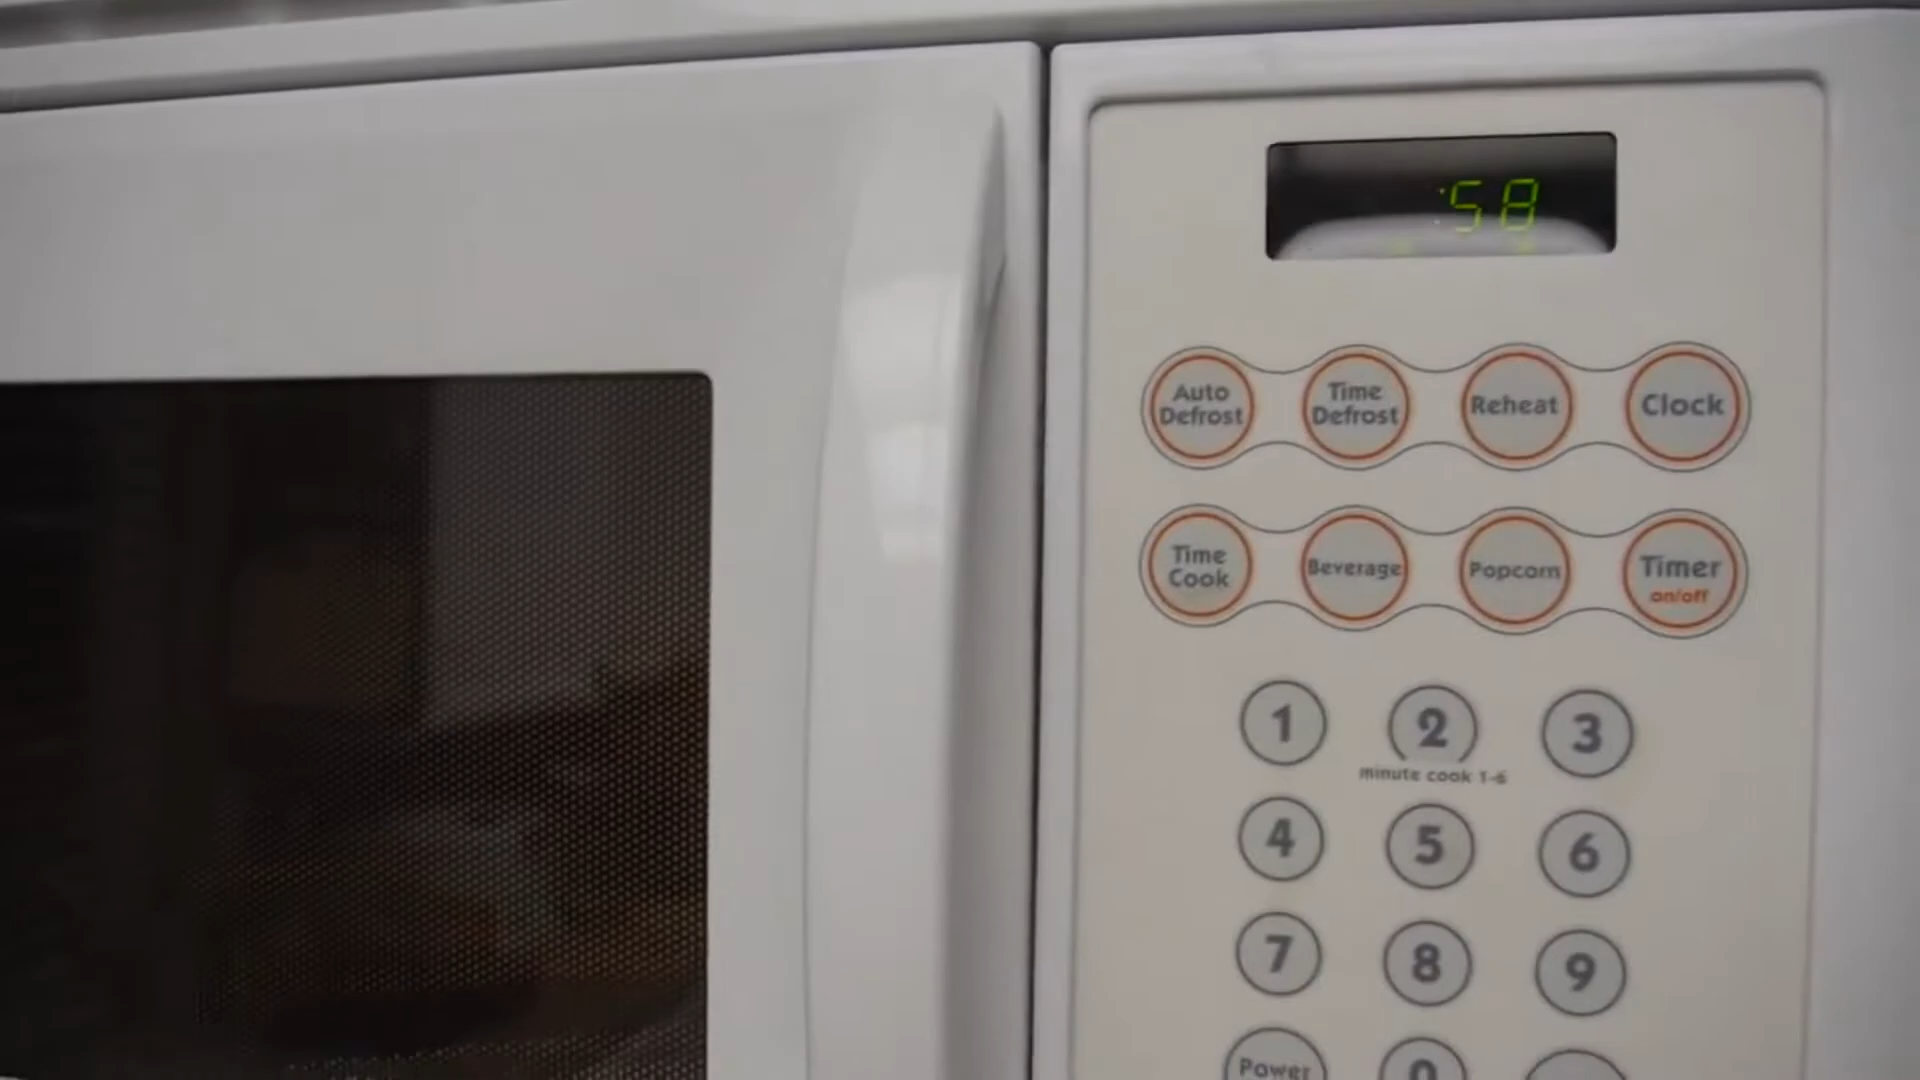 :58
Auto
Defrost
Time
Defrost
Reheat
Clock
Time
Cook
Beverage
Popcorn
Timer
on/off
1
2
3
minute cook 1-6
4
5
6
7
8
9
Power
0